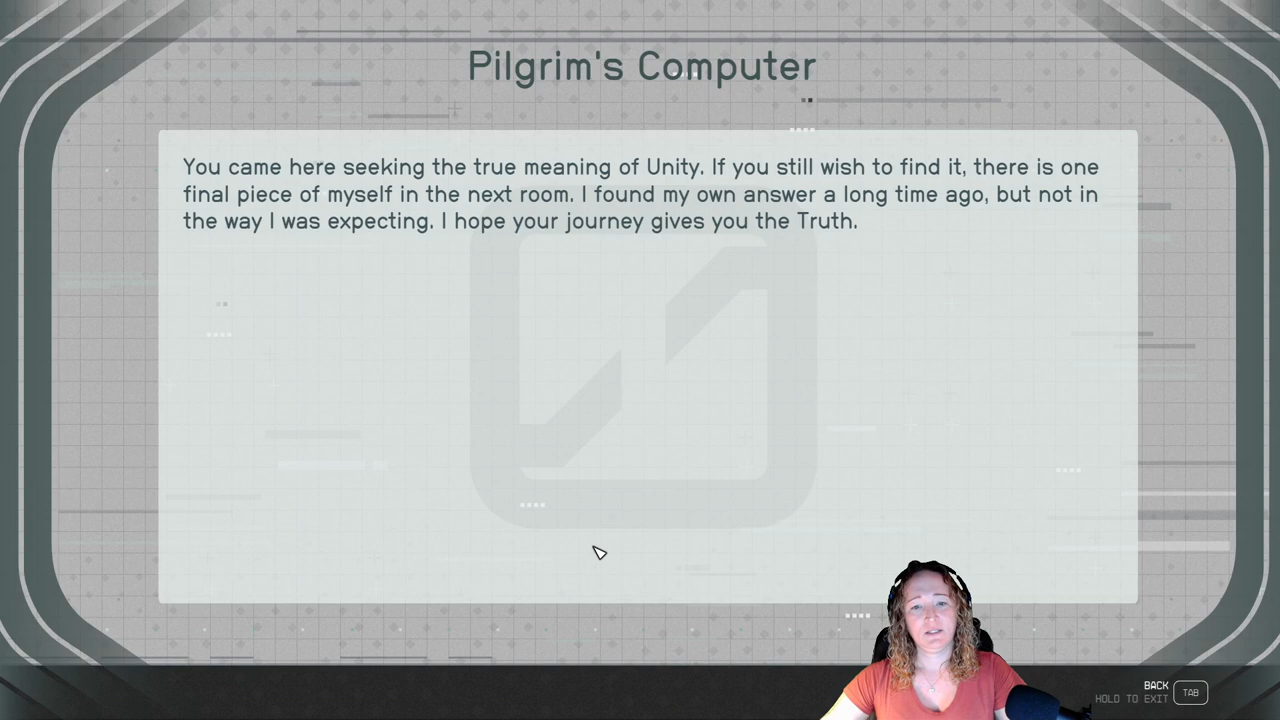 Pilgrim's Computer
You came here seeking the true meaning of Unity. If you still wish to find it, there is one
final piece of myself in the next room. I found my own answer a long time ago, but not in
the way I was expecting. I hope your journey gives you the Truth.
BACK
HOLD TO EXIT
TAB